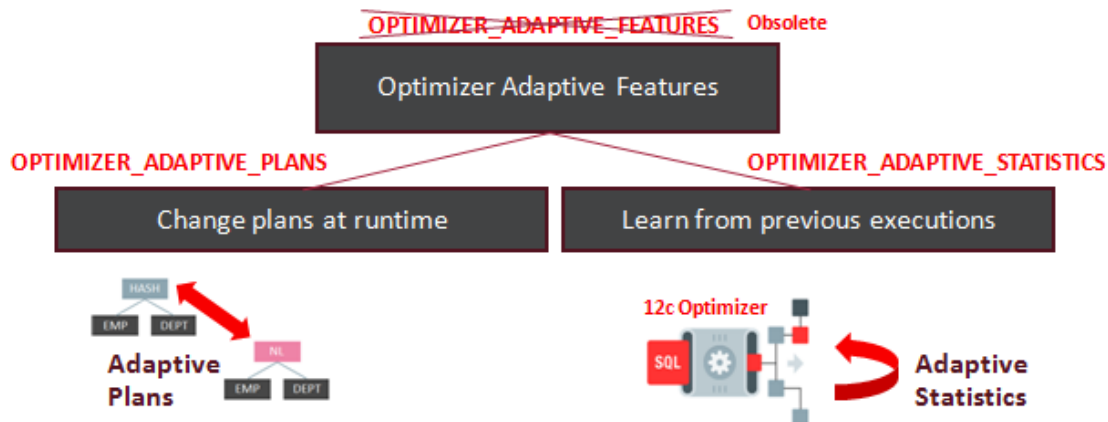 OPTIMIZER_ADAPTIVE_FEATURES Obsolete
Optimizer Adaptive Features
OPTIMIZER_ADAPTIVE_PLANS
OPTIMIZER_ADAPTIVE_STATISTICS
Change plans at runtime
Learn from previous executions
HASH
EMP DEPT
NL
EMP DEPT
Adaptive
Plans
12c Optimizer
SQL
Adaptive
Statistics